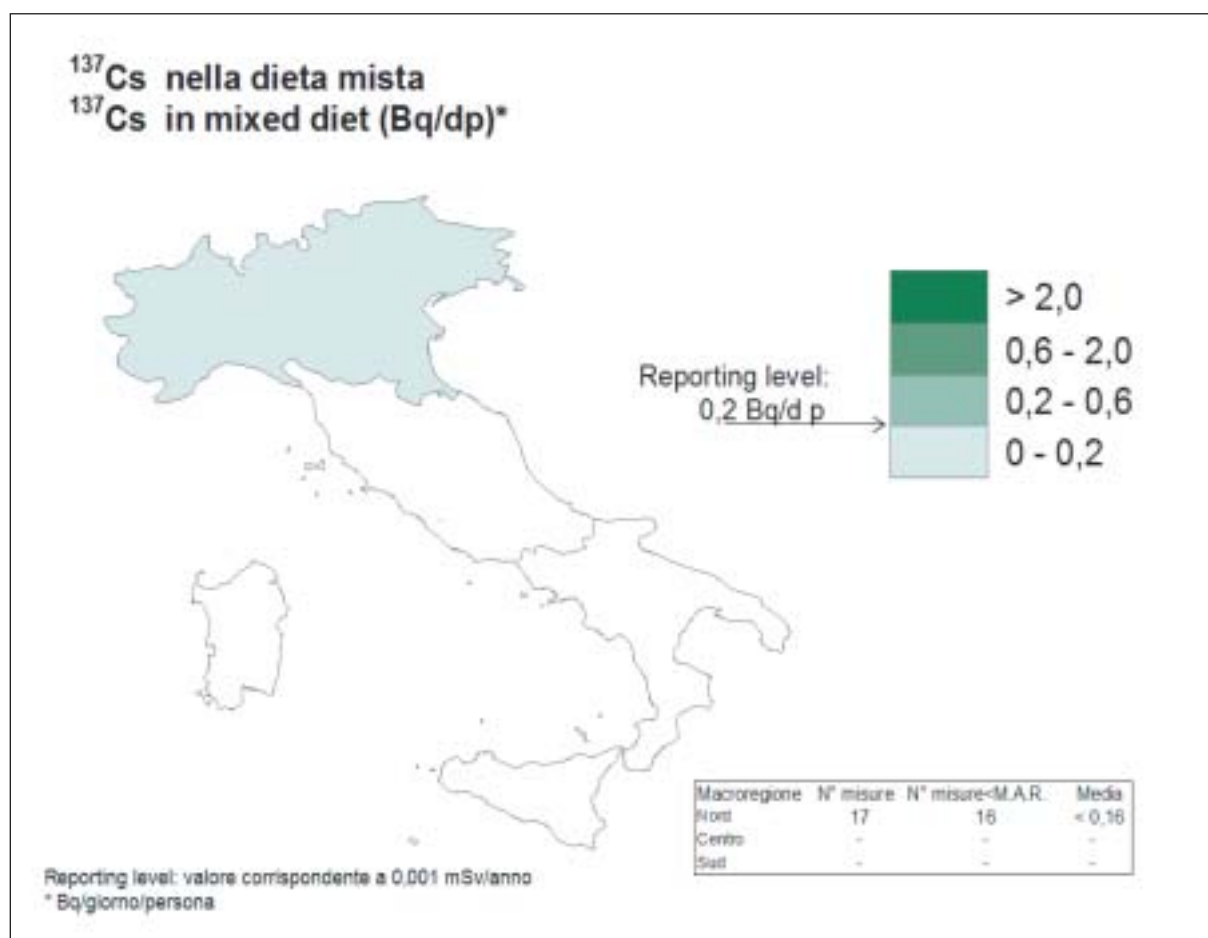 ¹³⁷Cs nella dieta mista
¹³⁷Cs in mixed diet (Bq/dp)*
> 2,0
0,6 - 2,0
0,2 - 0,6
0 - 0,2
Reporting level:
0,2 Bq/d p
Macroregione N° misure N° misure<M.A.R. Media
Nord 17 16 < 0,16
Centro - - -
Sud - - -
Reporting level: valore corrispondente a 0,001 mSv/anno
* Bq/giorno/persona